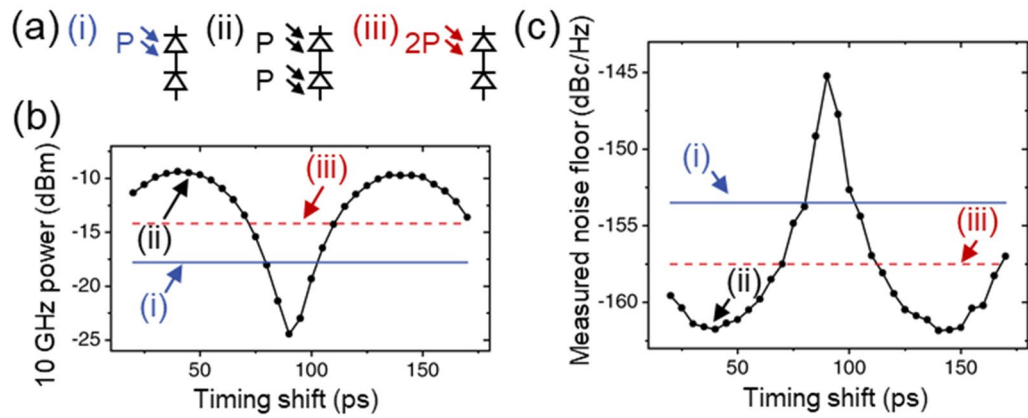 (a) (i) P (ii) P P (iii) 2P
(b)
10 GHz power (dBm)
-10
-15
-20
-25
(iii)
(ii)
(i)
50 100 150
Timing shift (ps)
(c)
Measured noise floor (dBc/Hz)
-145
-150
-155
-160
(i)
(iii)
(ii)
50 100 150
Timing shift (ps)